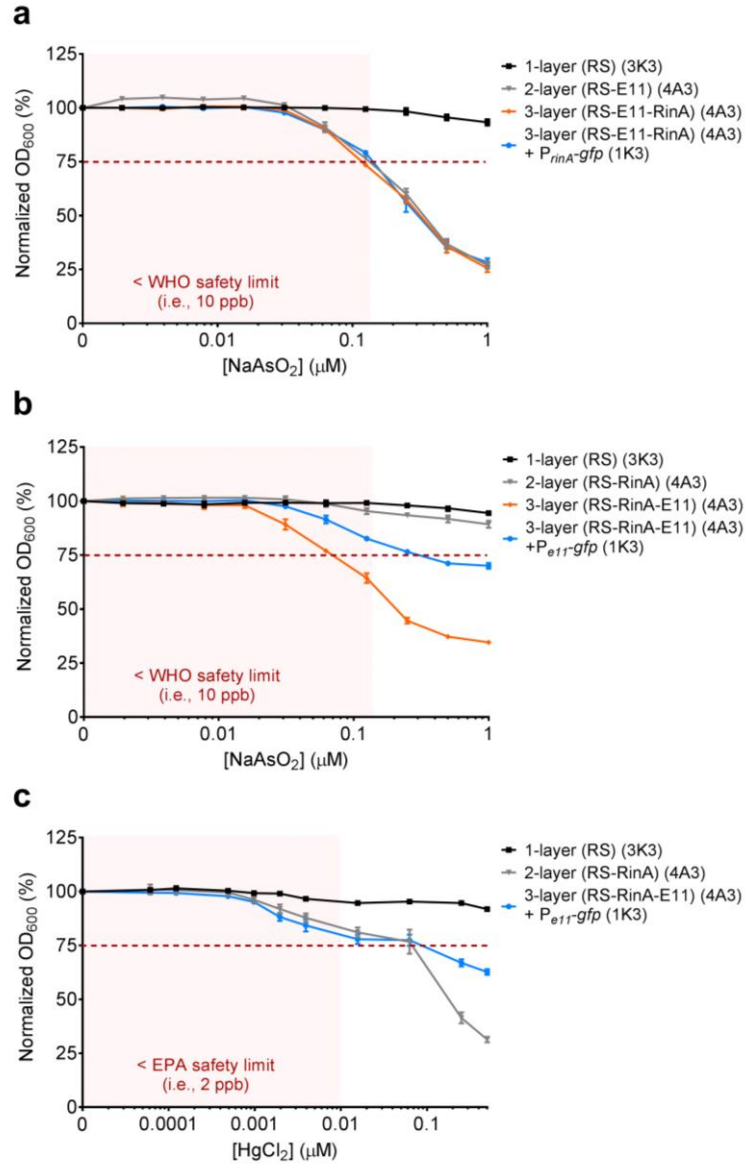 a
125
100
75
50
25
0
Normalized OD600 (%)
< WHO safety limit
(i.e., 10 ppb)
0
0.01
0.1
1
[NaAsO2] (μM)
1-layer (RS) (3K3)
2-layer (RS-E11) (4A3)
3-layer (RS-E11-RinA) (4A3)
3-layer (RS-E11-RinA) (4A3)
+ PrinA-gfp (1K3)
b
125
100
75
50
25
0
Normalized OD600 (%)
< WHO safety limit
(i.e., 10 ppb)
0
0.01
0.1
1
[NaAsO2] (μM)
1-layer (RS) (3K3)
2-layer (RS-RinA) (4A3)
3-layer (RS-RinA-E11) (4A3)
3-layer (RS-RinA-E11) (4A3)
+Pe11-gfp (1K3)
c
125
100
75
50
25
0
Normalized OD600 (%)
< EPA safety limit
(i.e., 2 ppb)
0
0.0001
0.001
0.01
0.1
[HgCl2] (μM)
1-layer (RS) (3K3)
2-layer (RS-RinA) (4A3)
3-layer (RS-RinA-E11) (4A3)
+ Pe11-gfp (1K3)